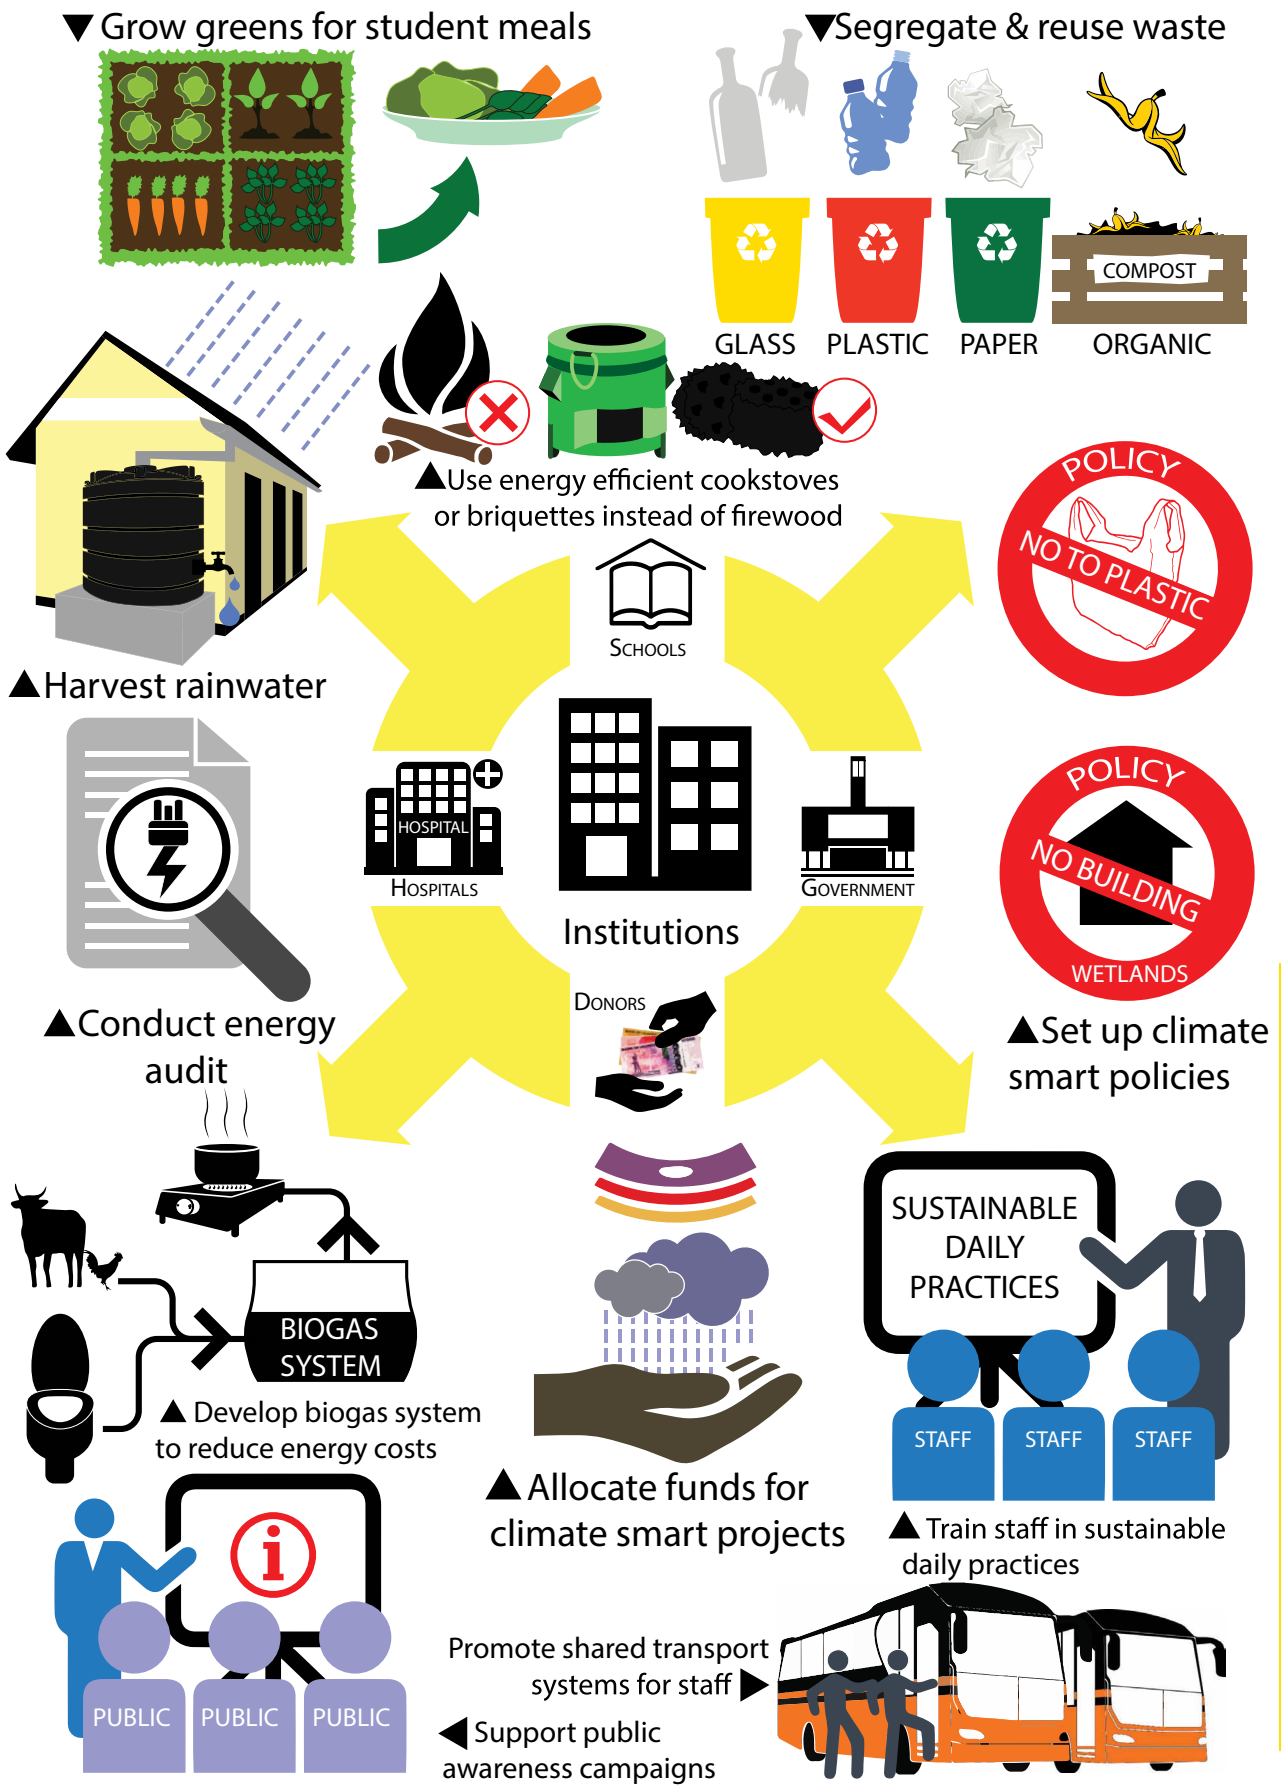 Grow greens for student meals
Segregate & reuse waste
COMPOST
GLASS
PLASTIC
PAPER
ORGANIC
Use energy efficient cookstoves
or briquettes instead of firewood
POLICY
NO TO PLASTIC
SCHOOLS
Harvest rainwater
HOSPITAL
HOSPITALS
GOVERNMENT
Institutions
POLICY
NO BUILDING
WETLANDS
DONORS
Conduct energy
audit
Set up climate
smart policies
SUSTAINABLE
DAILY
PRACTICES
BIOGAS
SYSTEM
Develop biogas system
to reduce energy costs
STAFF
STAFF
STAFF
Allocate funds for
climate smart projects
Train staff in sustainable
daily practices
Promote shared transport
systems for staff
PUBLIC
PUBLIC
PUBLIC
Support public
awareness campaigns